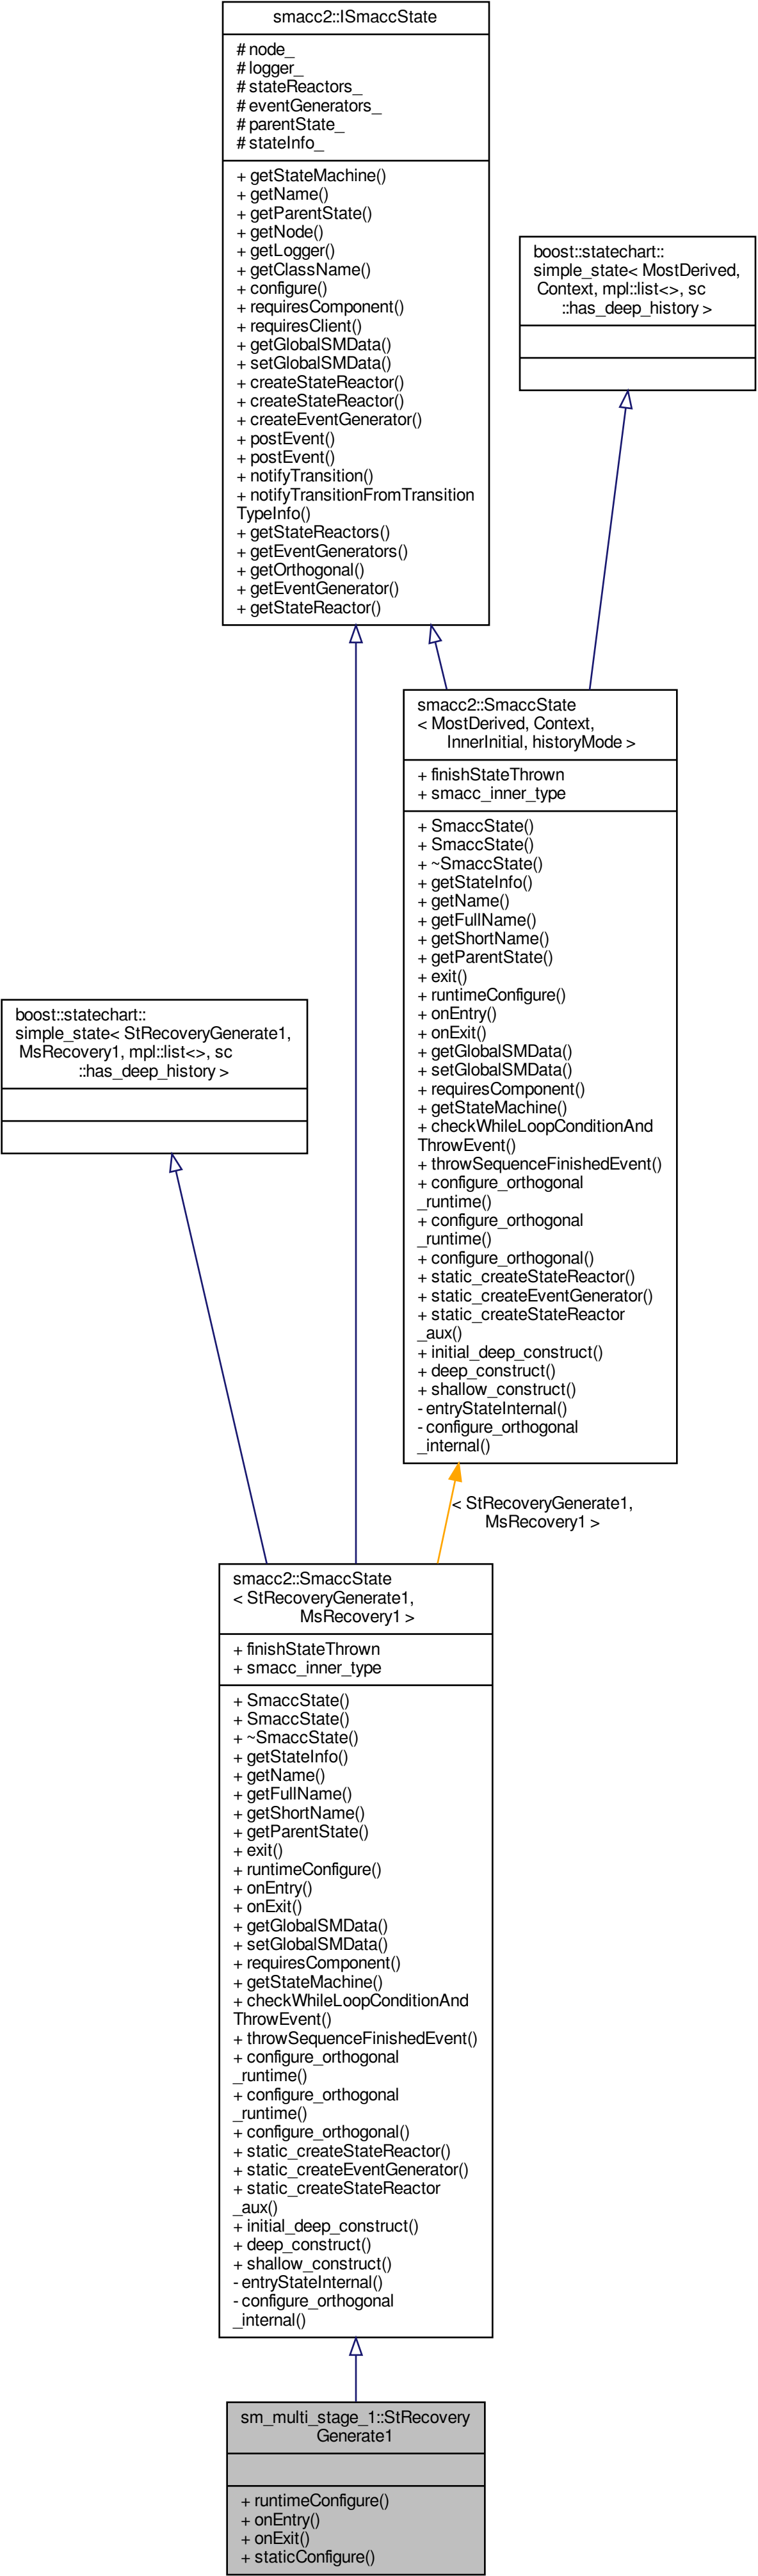 smacc2::ISmaccState
# node_
# logger_
# stateReactors_
# eventGenerators_
# parentState_
# stateInfo_
+ getStateMachine()
+ getName()
+ getParentState()
+ getNode()
+ getLogger()
+ getClassName()
+ configure()
+ requiresComponent()
+ requiresClient()
+ getGlobalSMData()
+ setGlobalSMData()
+ createStateReactor()
+ createStateReactor()
+ createEventGenerator()
+ postEvent()
+ postEvent()
+ notifyTransition()
+ notifyTransitionFromTransition
TypeInfo()
+ getStateReactors()
+ getEventGenerators()
+ getOrthogonal()
+ getEventGenerator()
+ getStateReactor()
boost::statechart::
simple_state< MostDerived,
Context, mpl::list<>, sc
::has_deep_history >
smacc2::SmaccState
< MostDerived, Context,
InnerInitial, historyMode >
+ finishStateThrown
+ smacc_inner_type
+ SmaccState()
+ SmaccState()
+ ~SmaccState()
+ getStateInfo()
+ getName()
+ getFullName()
+ getShortName()
+ getParentState()
+ exit()
+ runtimeConfigure()
+ onEntry()
+ onExit()
+ getGlobalSMData()
+ setGlobalSMData()
+ requiresComponent()
+ getStateMachine()
+ checkWhileLoopConditionAnd
ThrowEvent()
+ throwSequenceFinishedEvent()
+ configure_orthogonal
_runtime()
+ configure_orthogonal
_runtime()
+ configure_orthogonal()
+ static_createStateReactor()
+ static_createEventGenerator()
+ static_createStateReactor
_aux()
+ initial_deep_construct()
+ deep_construct()
+ shallow_construct()
- entryStateInternal()
- configure_orthogonal
_internal()
boost::statechart::
simple_state< StRecoveryGenerate1,
MsRecovery1, mpl::list<>, sc
::has_deep_history >
< StRecoveryGenerate1,
MsRecovery1 >
smacc2::SmaccState
< StRecoveryGenerate1,
MsRecovery1 >
+ finishStateThrown
+ smacc_inner_type
+ SmaccState()
+ SmaccState()
+ ~SmaccState()
+ getStateInfo()
+ getName()
+ getFullName()
+ getShortName()
+ getParentState()
+ exit()
+ runtimeConfigure()
+ onEntry()
+ onExit()
+ getGlobalSMData()
+ setGlobalSMData()
+ requiresComponent()
+ getStateMachine()
+ checkWhileLoopConditionAnd
ThrowEvent()
+ throwSequenceFinishedEvent()
+ configure_orthogonal
_runtime()
+ configure_orthogonal
_runtime()
+ configure_orthogonal()
+ static_createStateReactor()
+ static_createEventGenerator()
+ static_createStateReactor
_aux()
+ initial_deep_construct()
+ deep_construct()
+ shallow_construct()
- entryStateInternal()
- configure_orthogonal
_internal()
sm_multi_stage_1::StRecovery
Generate1
+ runtimeConfigure()
+ onEntry()
+ onExit()
+ staticConfigure()